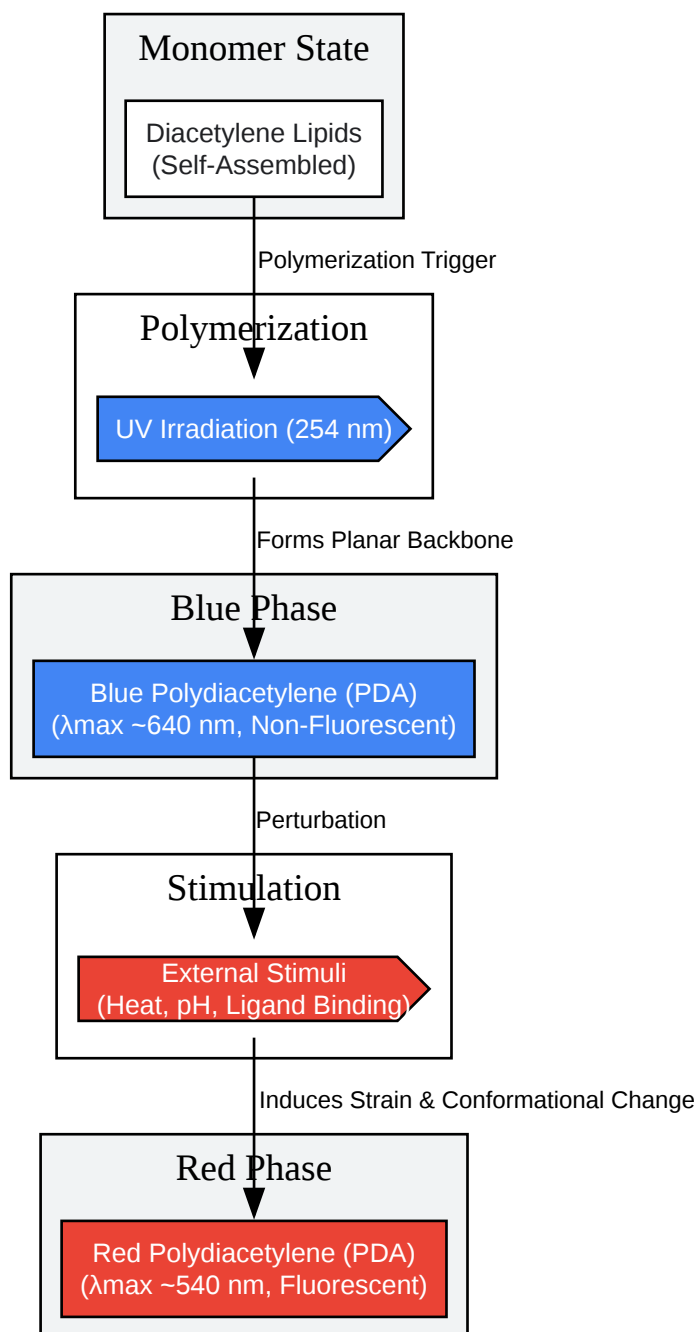 Monomer State
Diacetylene Lipids
(Self-Assembled)
Polymerization Trigger
Polymerization
UV Irradiation (254 nm)
Forms Planar Backbone
Blue Phase
Blue Polydiacetylene (PDA)
(λmax ~640 nm, Non-Fluorescent)
Perturbation
Stimulation
External Stimuli
(Heat, pH, Ligand Binding)
Induces Strain & Conformational Change
Red Phase
Red Polydiacetylene (PDA)
(λmax ~540 nm, Fluorescent)